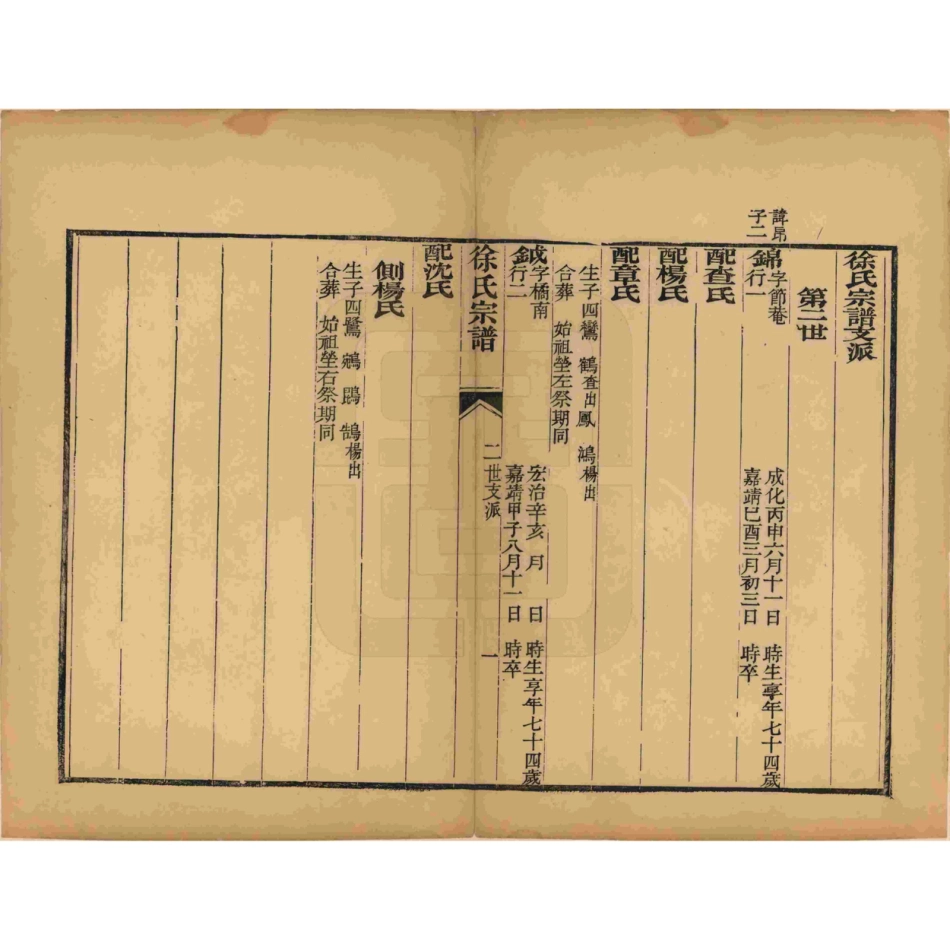 徐氏宗譜支派
第二世
諱昂
子二
錦字節菴
行一
成化丙申六月十一日　時生享年七十四歲
嘉靖已酉三月初三日　時卒
配查氏
配楊氏
配章氏
生子四鸞　鶴查出鳳　鴻楊出
合葬　始祖塋左祭期同
鉞字橘南
行二
宏治辛亥　月　日　時生享年七十四歲
嘉靖甲子八月十一日　時卒
徐氏宗譜
二世支派
一
配沈氏
側楊氏
生子四鷺　鵷　鵾　鵠楊出
合葬　始祖塋右祭期同